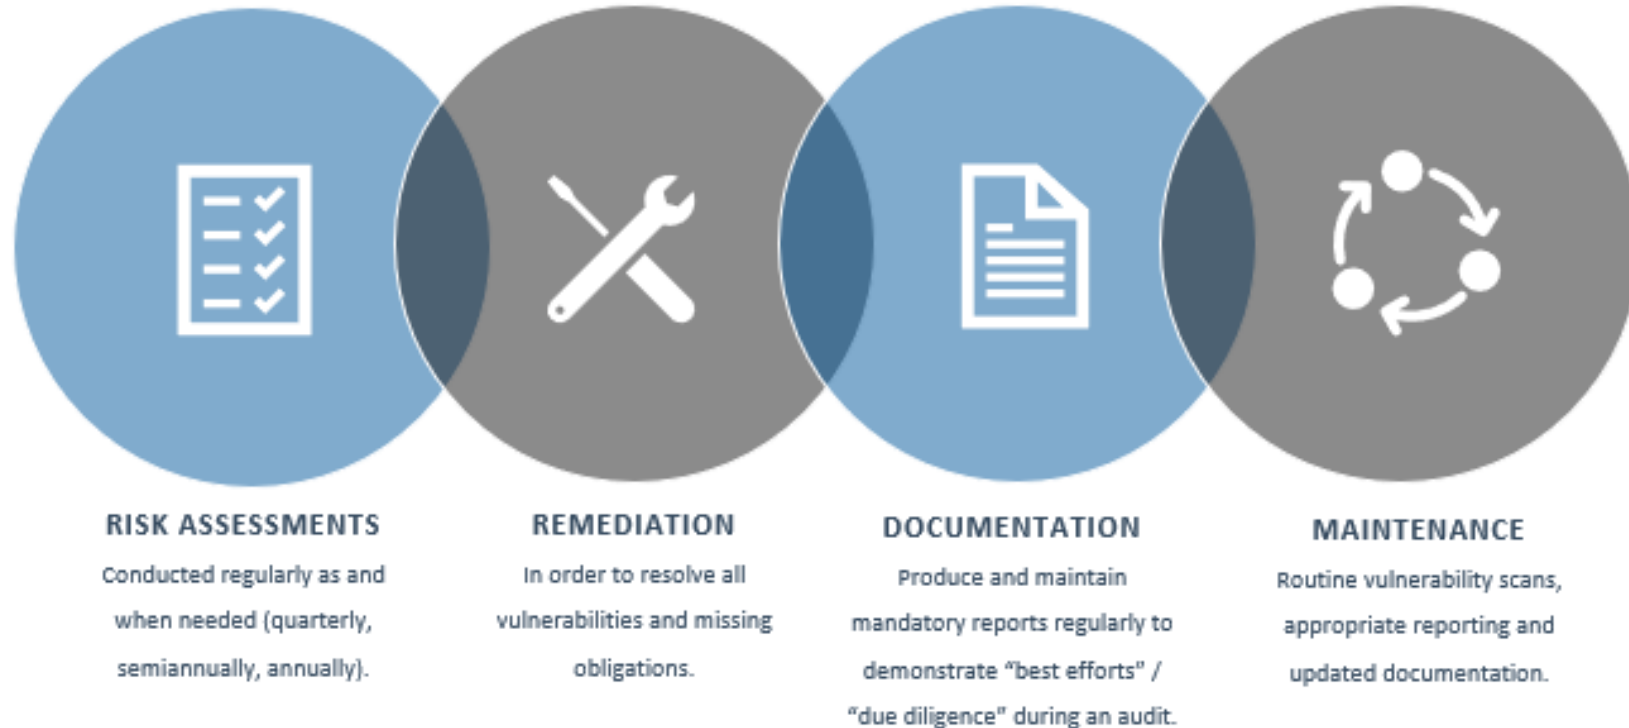 RISK ASSESSMENTS
Conducted regularly as and
when needed (quarterly,
semiannually, annually).
REMEDIATION
In order to resolve all
vulnerabilities and missing
obligations.
DOCUMENTATION
Produce and maintain
mandatory reports regularly to
demonstrate “best efforts” /
“due diligence” during an audit.
MAINTENANCE
Routine vulnerability scans,
appropriate reporting and
updated documentation.